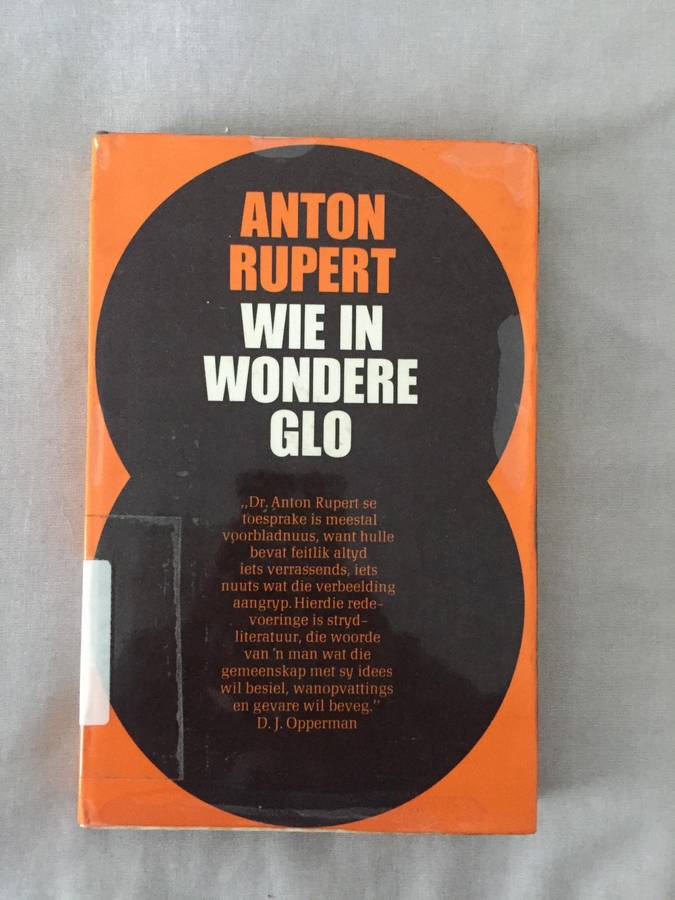 ANTON
RUPERT
WIE IN
WONDERE
GLO
„Dr. Anton Rupert se
toesprake is meestal
voorbladnuus, want hulle
bevat feitlik altyd
iets verrassends, iets
nuuts wat die verbeelding
aangryp. Hierdie rede-
voeringe is stryd-
literatuur, die woorde
van 'n man wat die
gemeenskap met sy idees
wil besiel, wanopvattings
en gevare wil beveg.”
D. J. Opperman